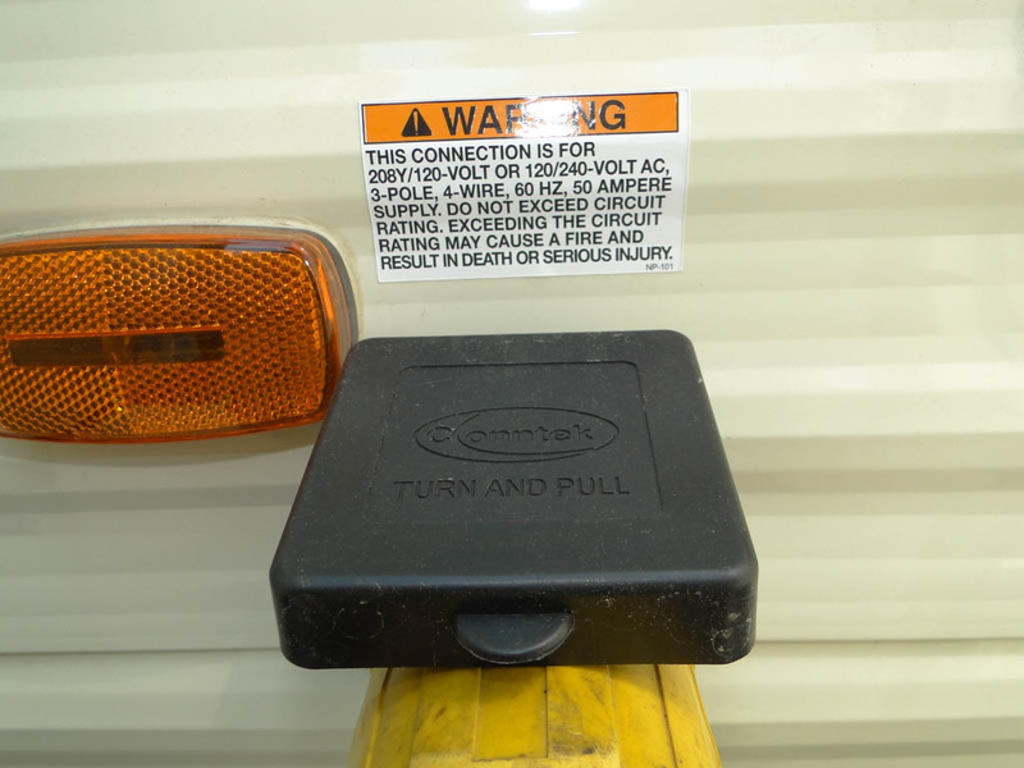 WARNING
THIS CONNECTION IS FOR
208Y/120-VOLT OR 120/240-VOLT AC,
3-POLE, 4-WIRE, 60 HZ, 50 AMPERE
SUPPLY. DO NOT EXCEED CIRCUIT
RATING. EXCEEDING THE CIRCUIT
RATING MAY CAUSE A FIRE AND
RESULT IN DEATH OR SERIOUS INJURY.
NP-101
Conntek
TURN AND PULL